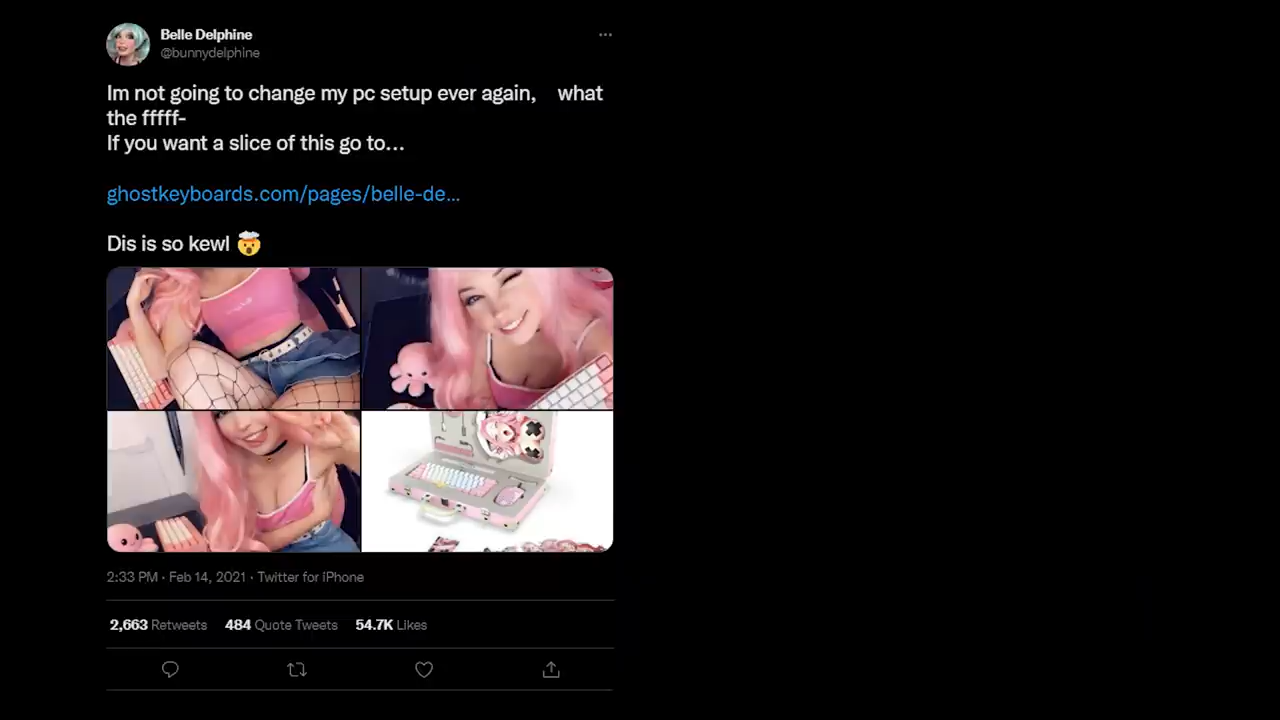 Belle Delphine
@bunnydelphine
Im not going to change my pc setup ever again, what
the fffff-
If you want a slice of this go to...
ghostkeyboards.com/pages/belle-de...
Dis is so kewl 🤯
2:33 PM · Feb 14, 2021 · Twitter for iPhone
2,663 Retweets 484 Quote Tweets 54.7K Likes